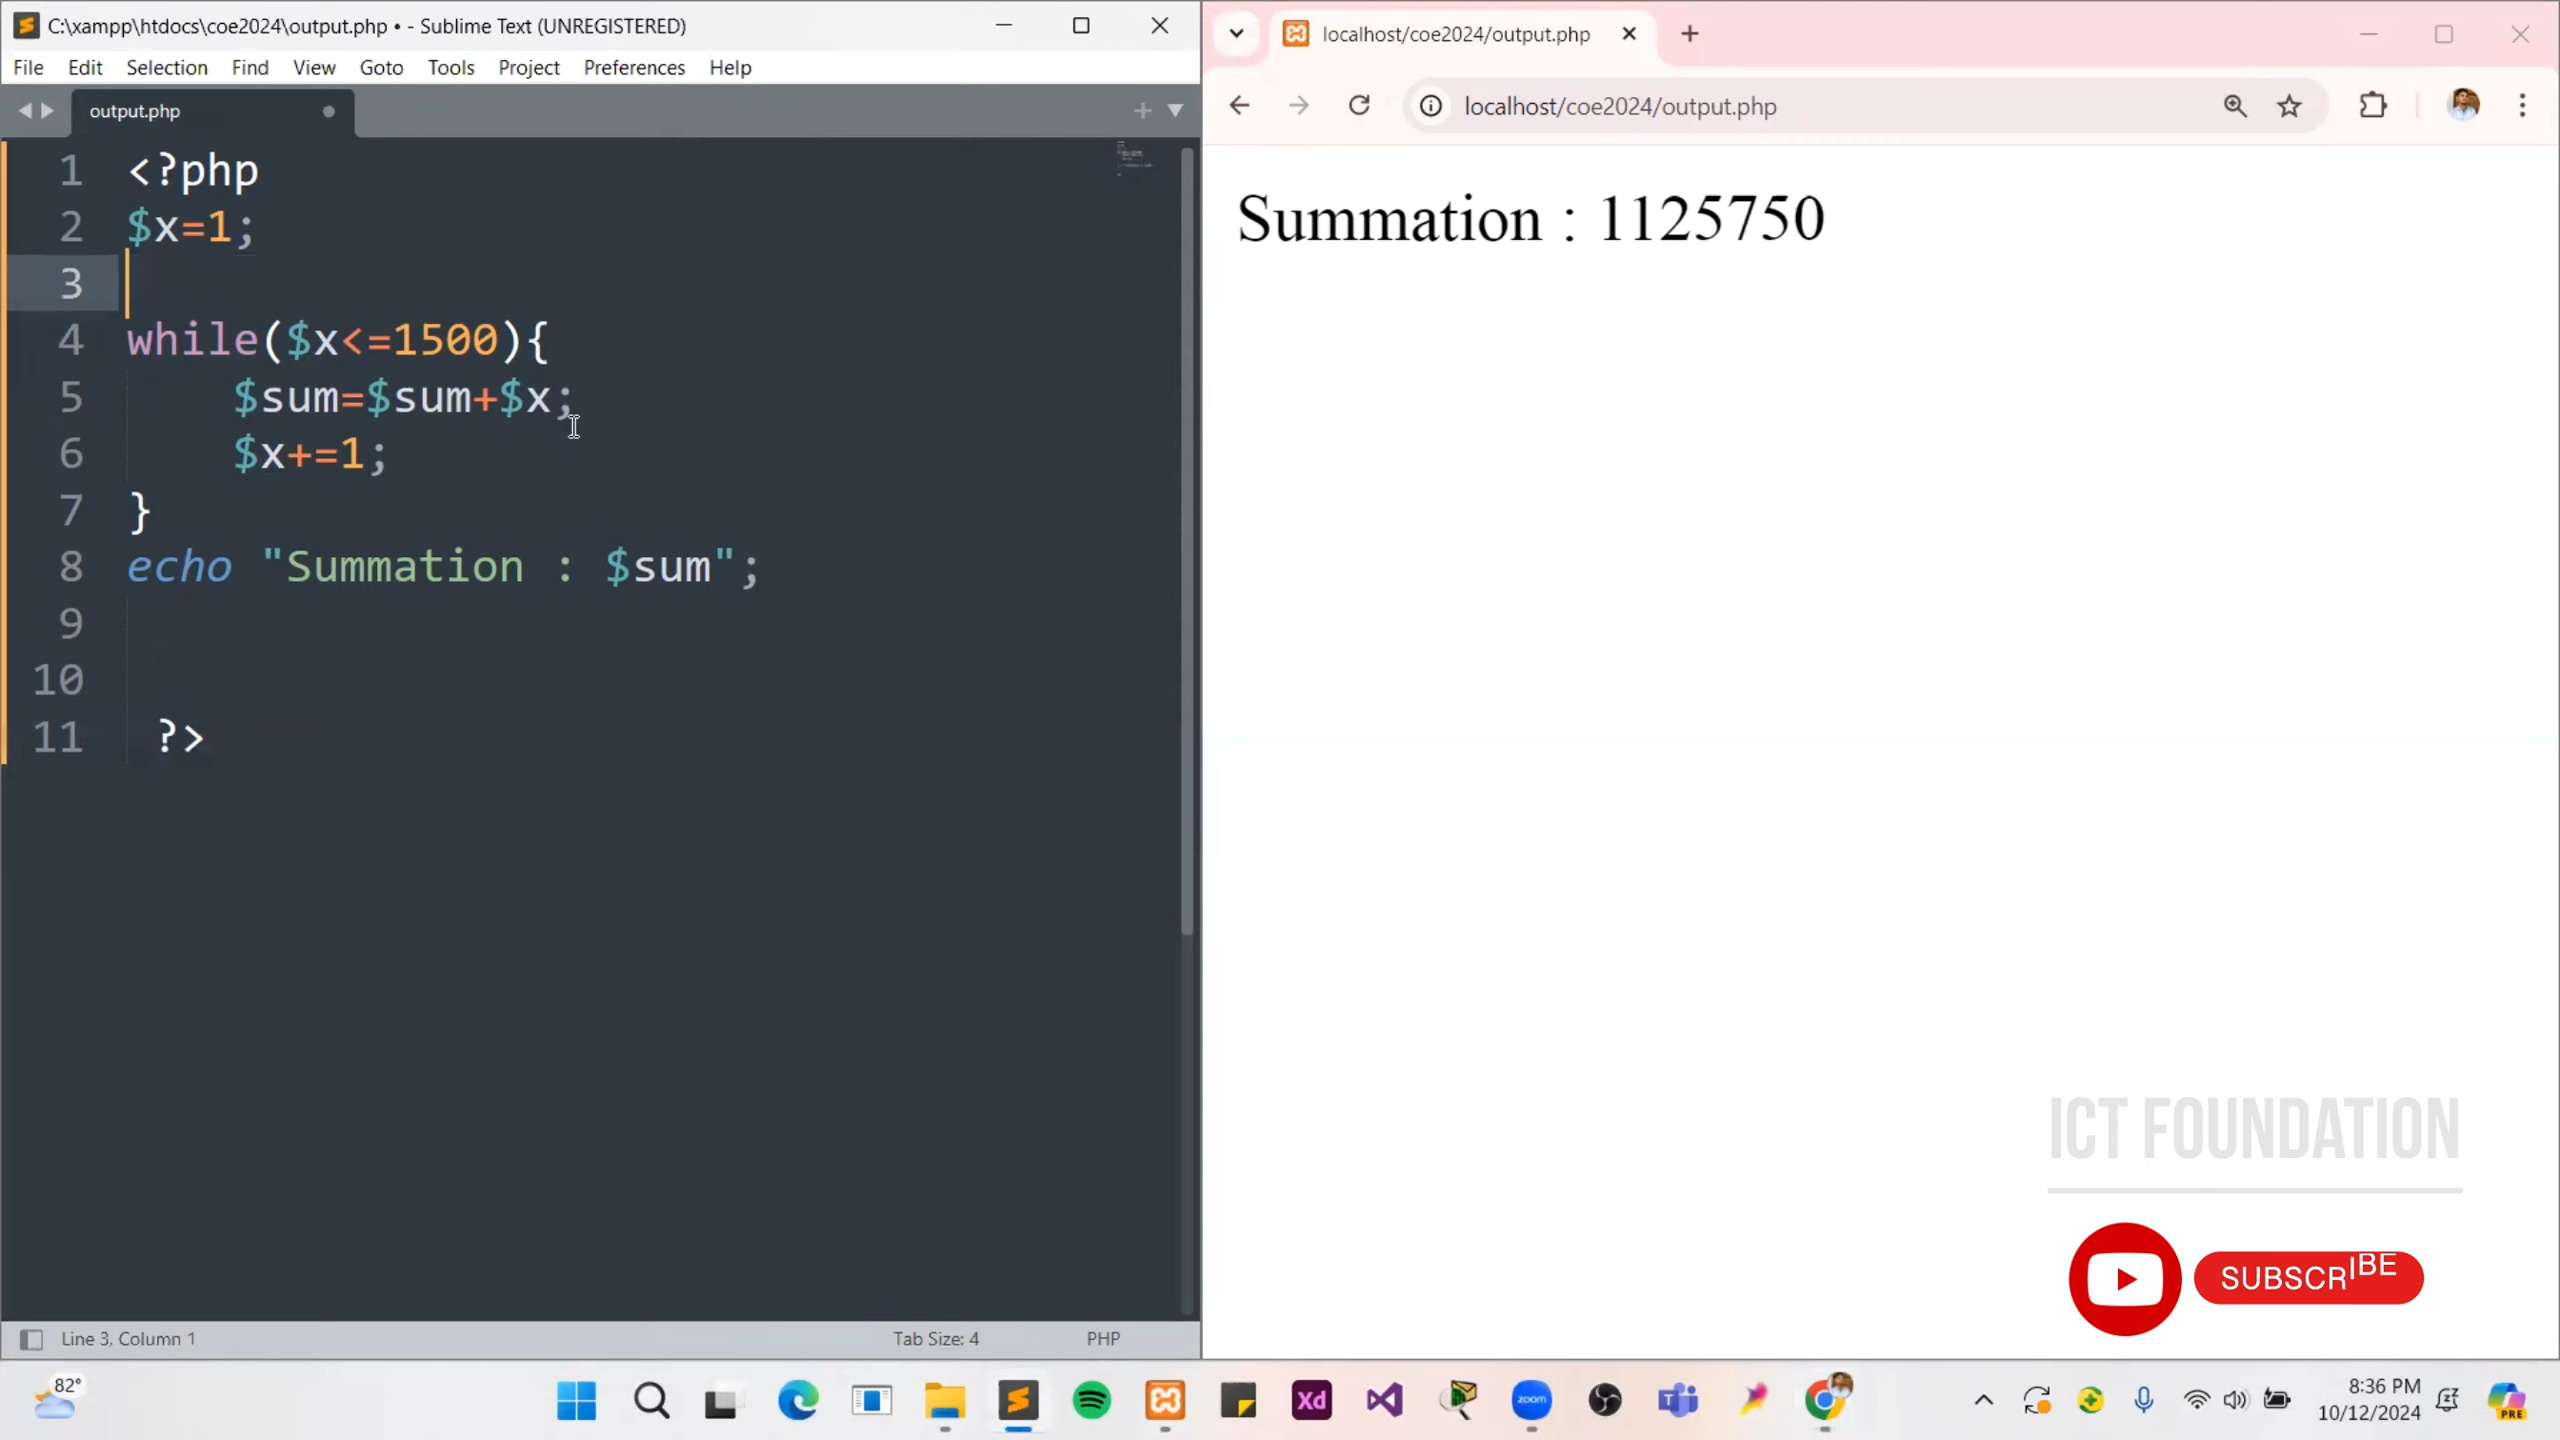 C:\xampp\htdocs\coe2024\output.php • - Sublime Text (UNREGISTERED)
File Edit Selection Find View Goto Tools Project Preferences Help
output.php
1 <?php
2 $x=1;
3
4 while($x<=1500){
5 $sum=$sum+$x;
6 $x+=1;
7 }
8 echo "Summation : $sum";
9
10
11 ?>
Line 3, Column 1 Tab Size: 4 PHP
localhost/coe2024/output.php
localhost/coe2024/output.php
Summation : 1125750
ICT FOUNDATION
SUBSCRIBE
82°
Xd
zoom
T
PRE
8:36 PM
10/12/2024